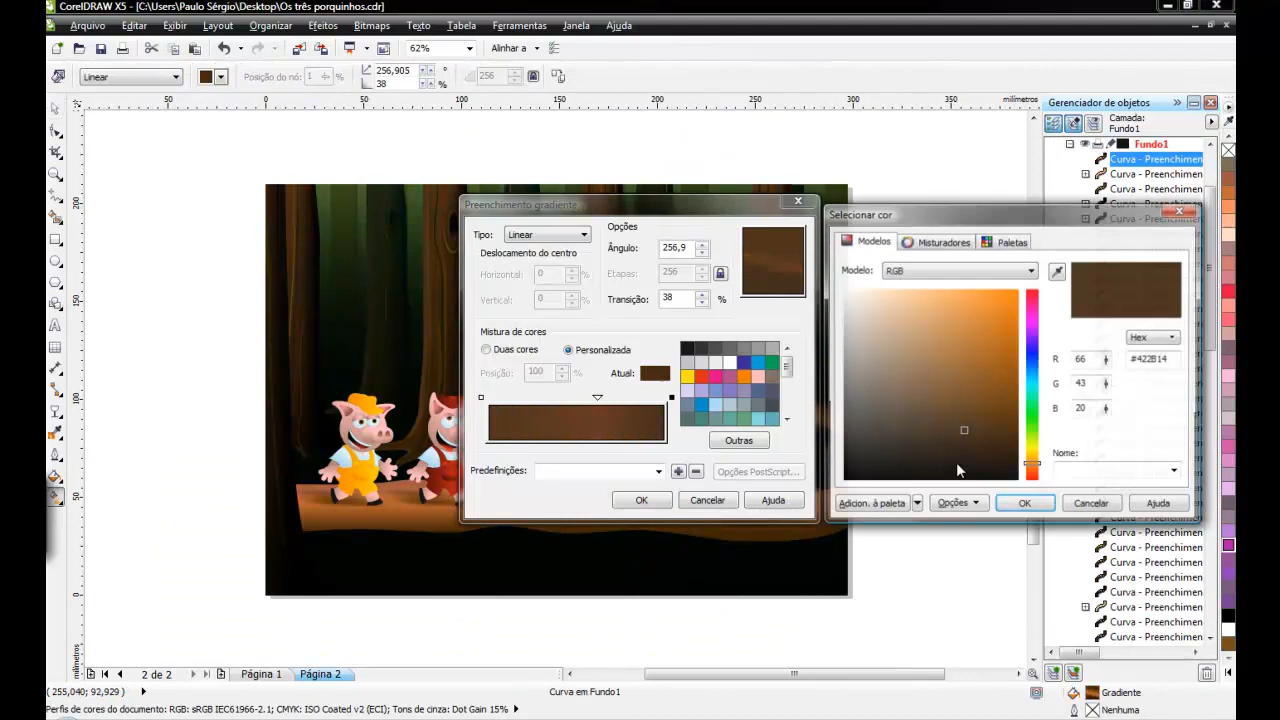 CorelDRAW X5 - [C:\Users\Paulo Sérgio\Desktop\Os três porquinhos.cdr]
Arquivo Editar Exibir Layout Organizar Efeitos Bitmaps Texto Tabela Ferramentas Janela Ajuda
62% Alinhar a
Linear Posição do nó: 1 % 256,905 ° 38 % 256
50 0 50 100 150 200 250 300 350 milímetros
200
150
100
50
0
milímetros
Gerenciador de objetos
Camada:
Fundo1
Fundo1
Curva - Preenchimen
Curva - Preenchimen
Curva - Preenchimen
Preenchimento gradiente
Tipo: Linear
Deslocamento do centro
Horizontal: 0 %
Vertical: 0 %
Opções
Ângulo: 256,9
Etapas: 256
Transição: 38 %
Mistura de cores
Duas cores Personalizada
Posição: 100 % Atual:
Outras
Predefinições: Opções PostScript...
OK Cancelar Ajuda
Selecionar cor
Modelos Misturadores Paletas
Modelo: RGB
Hex
R 66 #422B14
G 43
B 20
Nome:
Adicion. à paleta Opções OK Cancelar Ajuda
Curva - Preenchimen
Curva - Preenchimen
Curva - Preenchimen
Curva - Preenchimen
Curva - Preenchimen
Curva - Preenchimen
Curva - Preenchimen
Curva - Preenchimen
2 de 2 Página 1 Página 2
( 255,040; 92,929 ) Curva em Fundo1 Gradiente
Perfis de cores do documento: RGB: sRGB IEC61966-2.1; CMYK: ISO Coated v2 (ECI); Tons de cinza: Dot Gain 15% Nenhuma